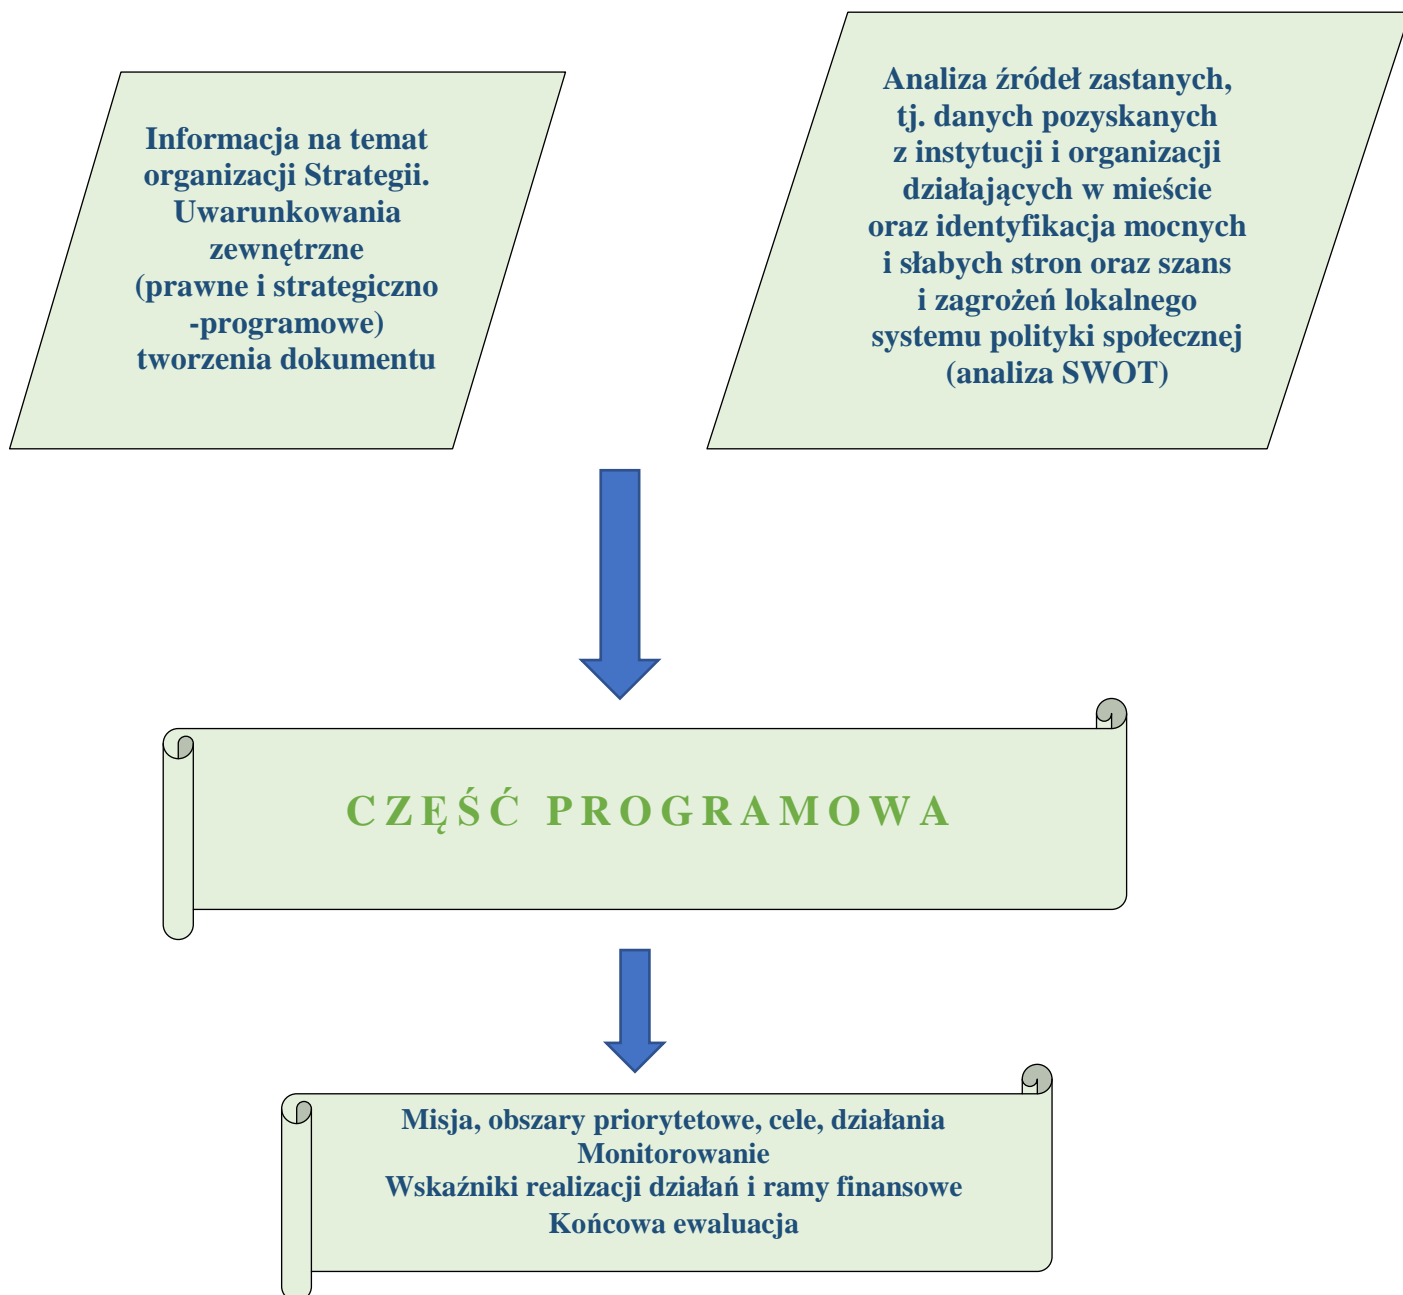 Informacja na temat
organizacji Strategii.
Uwarunkowania
zewnętrzne
(prawne i strategiczno
-programowe)
tworzenia dokumentu
Analiza źródeł zastanych,
tj. danych pozyskanych
z instytucji i organizacji
działających w mieście
oraz identyfikacja mocnych
i słabych stron oraz szans
i zagrożeń lokalnego
systemu polityki społecznej
(analiza SWOT)
CZĘŚĆ PROGRAMOWA
Misja, obszary priorytetowe, cele, działania
Monitorowanie
Wskaźniki realizacji działań i ramy finansowe
Końcowa ewaluacja